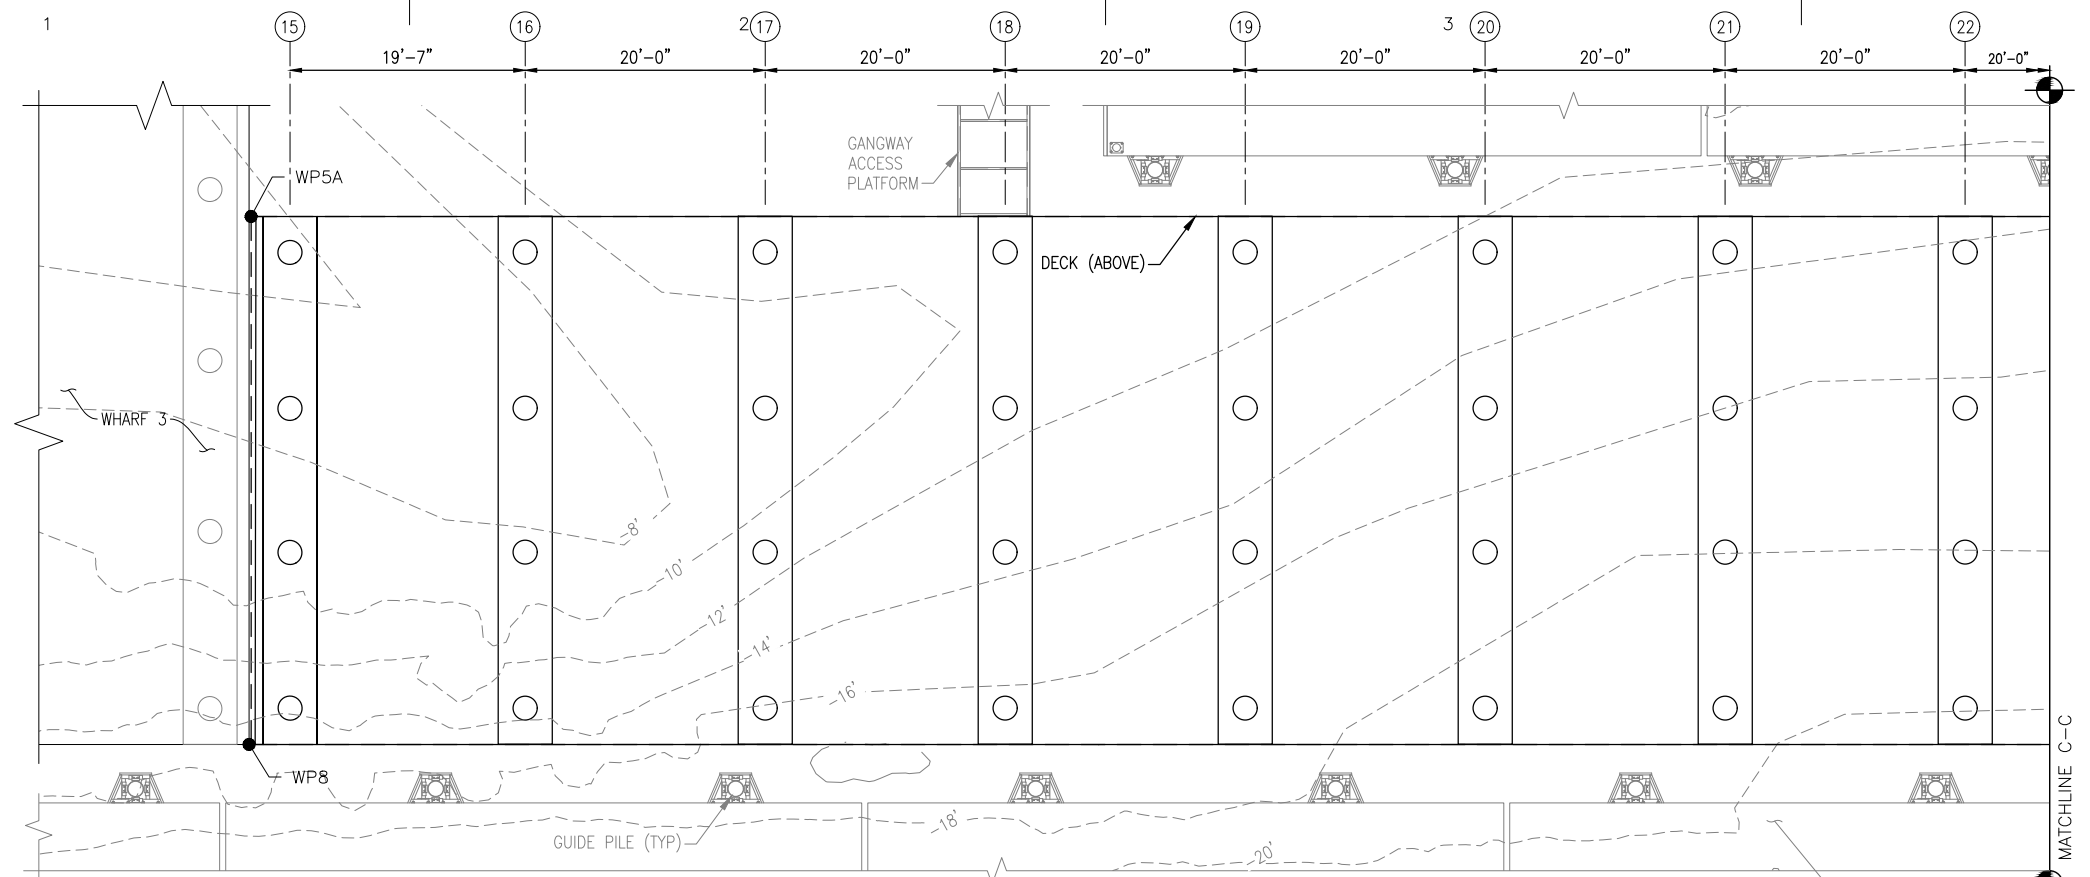 1
15
16
2
17
18
19
3
20
21
22
19'-7"
20'-0"
20'-0"
20'-0"
20'-0"
20'-0"
20'-0"
WP5A
GANGWAY
ACCESS
PLATFORM
DECK (ABOVE)
WHARF 3
-8'
-10'
-12'
-14'
-16'
WP8
GUIDE PILE (TYP)
-18'
-20'
MATCHLINE C-C